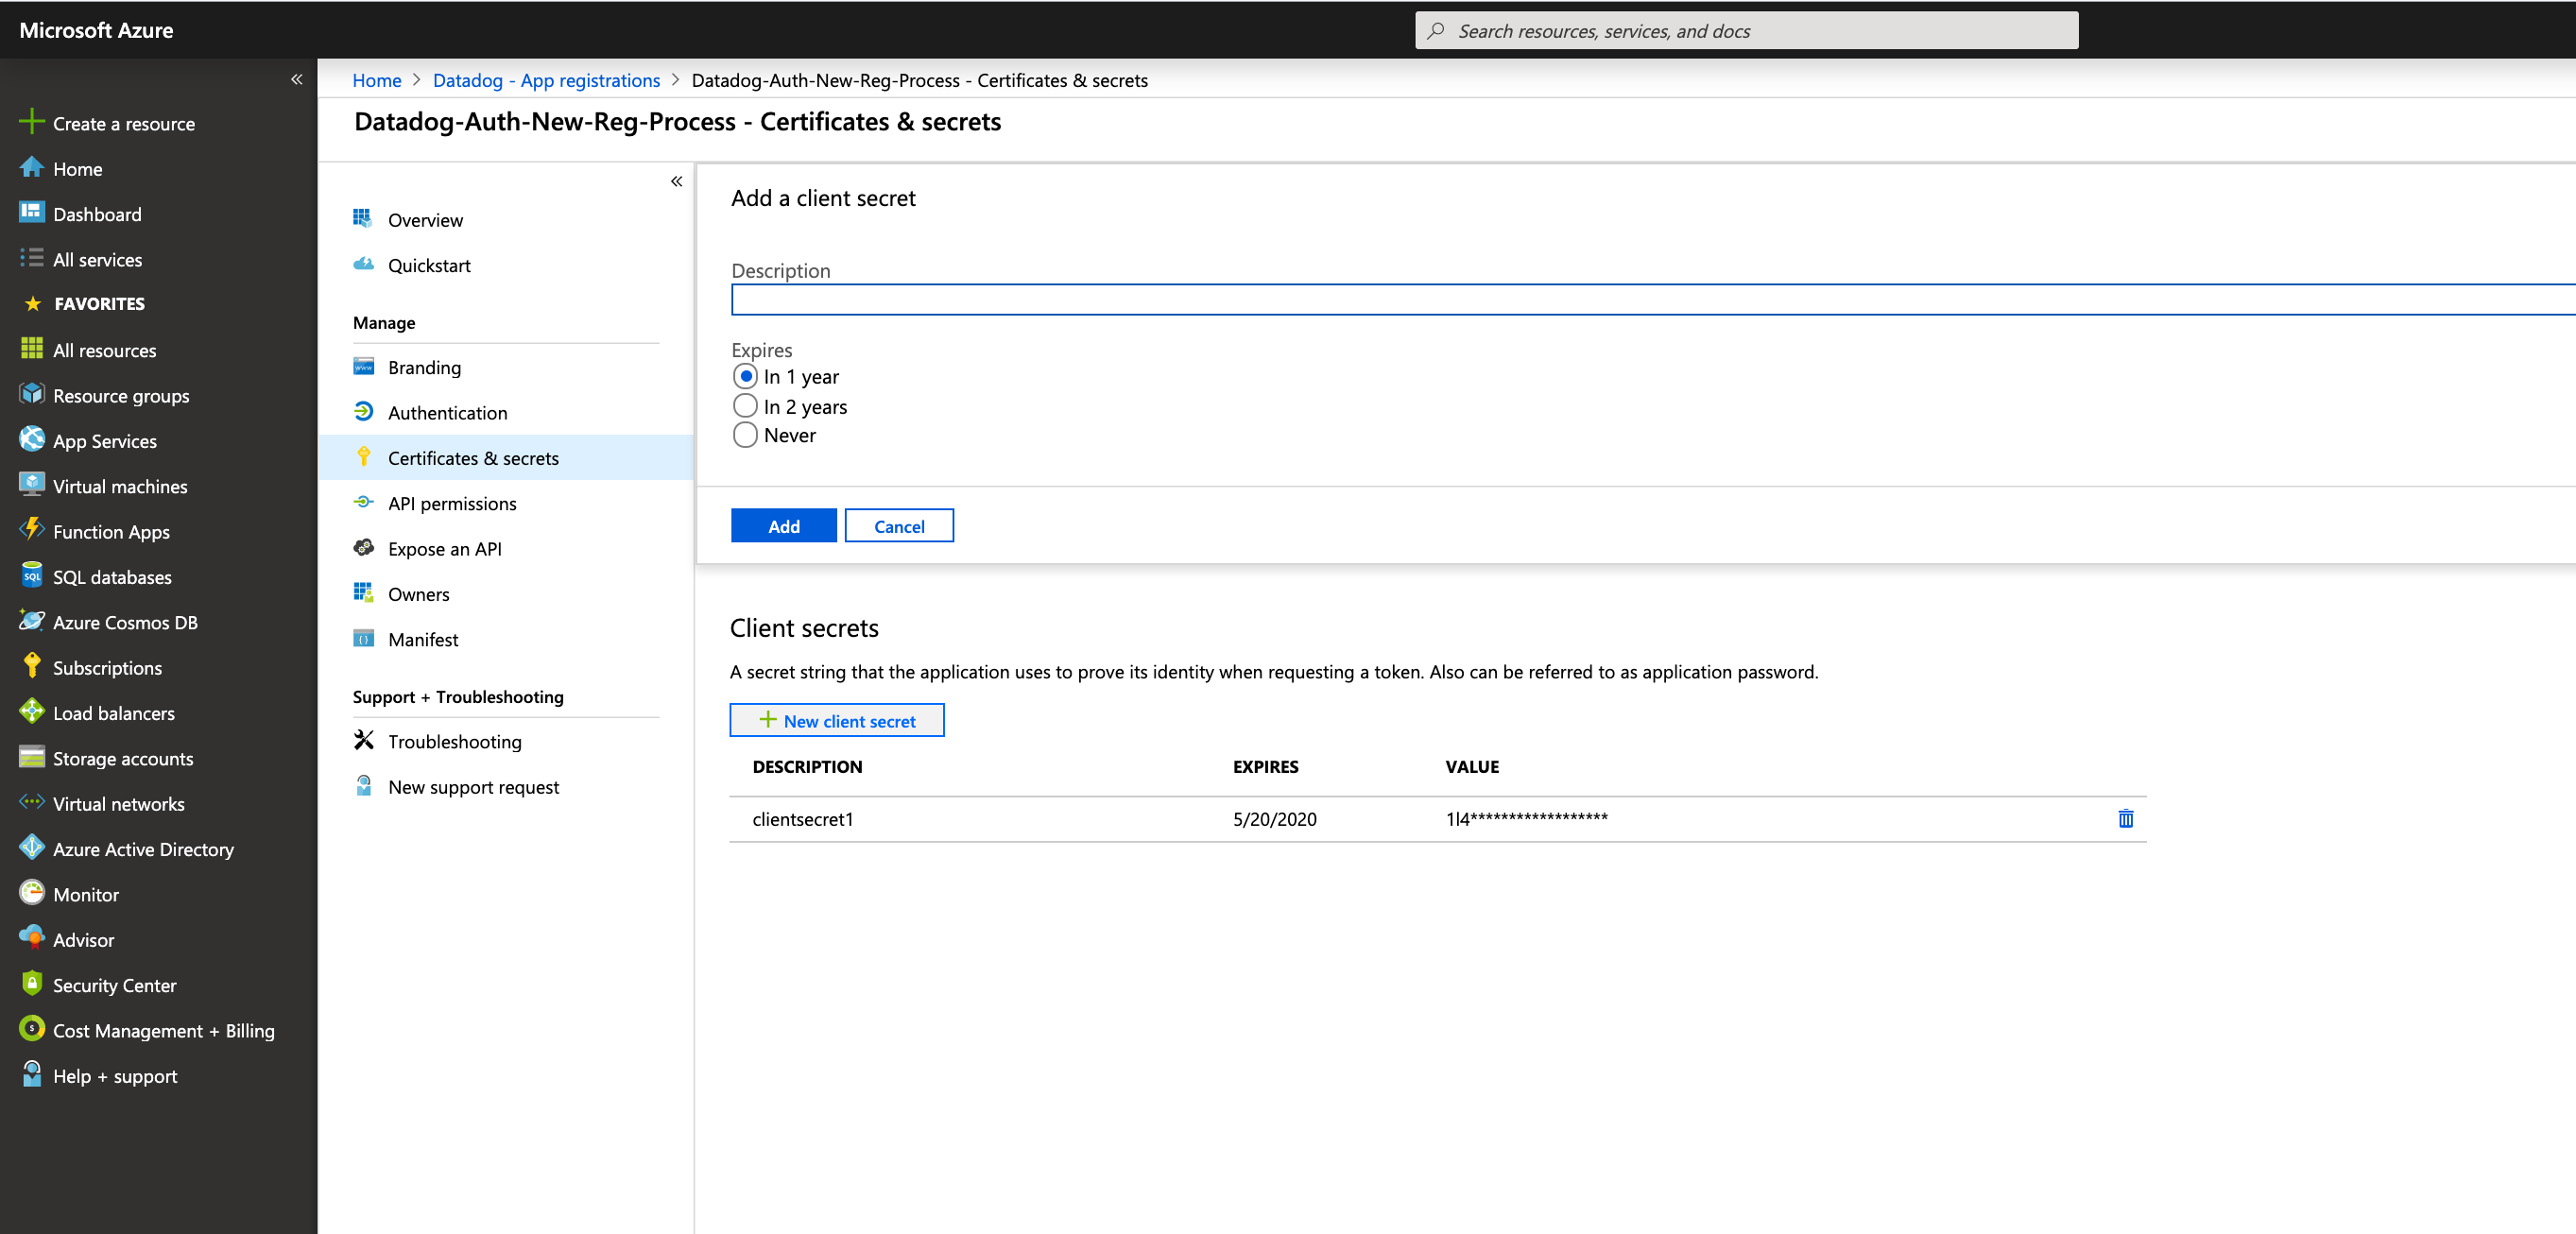 Microsoft Azure
Search resources, services, and docs
Home > Datadog - App registrations > Datadog-Auth-New-Reg-Process - Certificates & secrets
Datadog-Auth-New-Reg-Process - Certificates & secrets
Create a resource
Home
Dashboard
All services
FAVORITES
All resources
Resource groups
App Services
Virtual machines
Function Apps
SQL databases
Azure Cosmos DB
Subscriptions
Load balancers
Storage accounts
Virtual networks
Azure Active Directory
Monitor
Advisor
Security Center
Cost Management + Billing
Help + support
Overview
Quickstart
Manage
Branding
Authentication
Certificates & secrets
API permissions
Expose an API
Owners
Manifest
Support + Troubleshooting
Troubleshooting
New support request
Add a client secret
Description
Expires
In 1 year
In 2 years
Never
Add Cancel
Client secrets
A secret string that the application uses to prove its identity when requesting a token. Also can be referred to as application password.
New client secret
DESCRIPTION EXPIRES VALUE
clientsecret1 5/20/2020 1l4******************